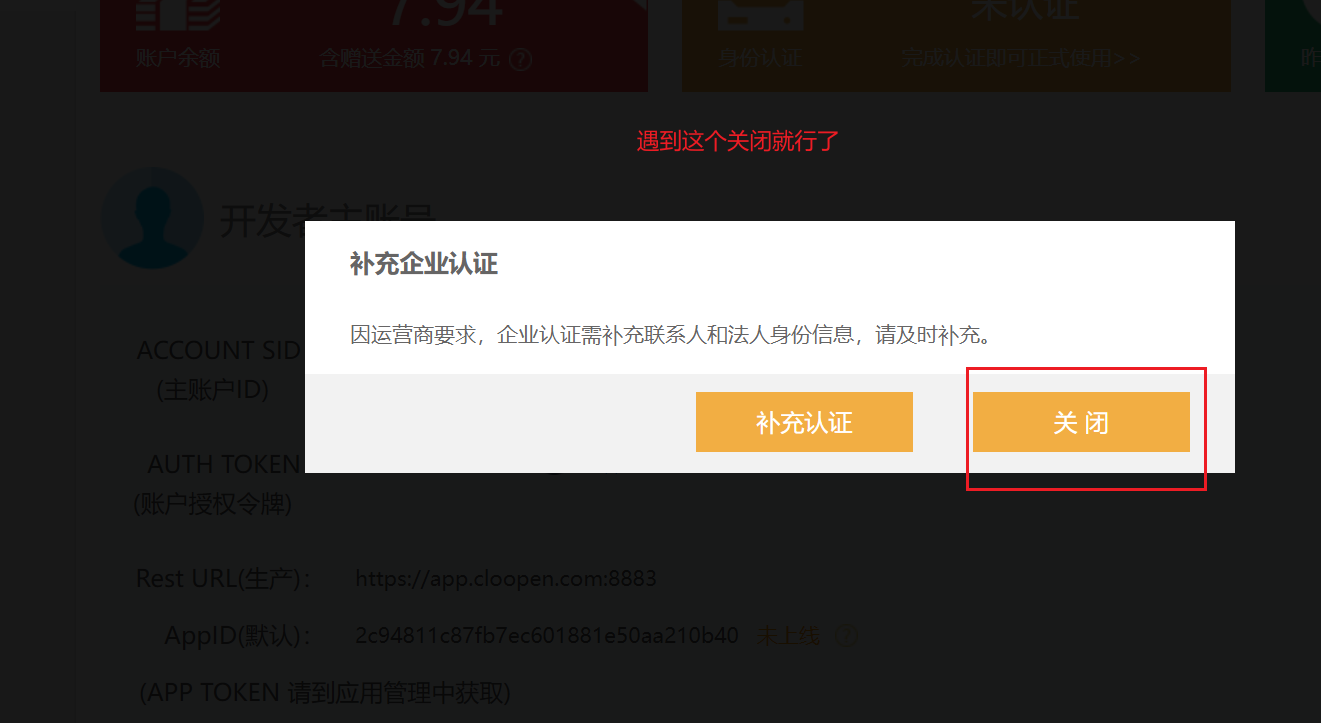 7.94
未认证
账户余额
含赠送金额 7.94 元 ?
身份认证
完成认证即可正式使用>>
昨
遇到这个关闭就行了
开发者主账号
补充企业认证
因运营商要求，企业认证需补充联系人和法人身份信息，请及时补充。
补充认证
关 闭
ACCOUNT SID
(主账户ID)
AUTH TOKEN
(账户授权令牌)
Rest URL(生产)： https://app.cloopen.com:8883
AppID(默认)： 2c94811c87fb7ec601881e50aa210b40 未上线 ?
(APP TOKEN 请到应用管理中获取)